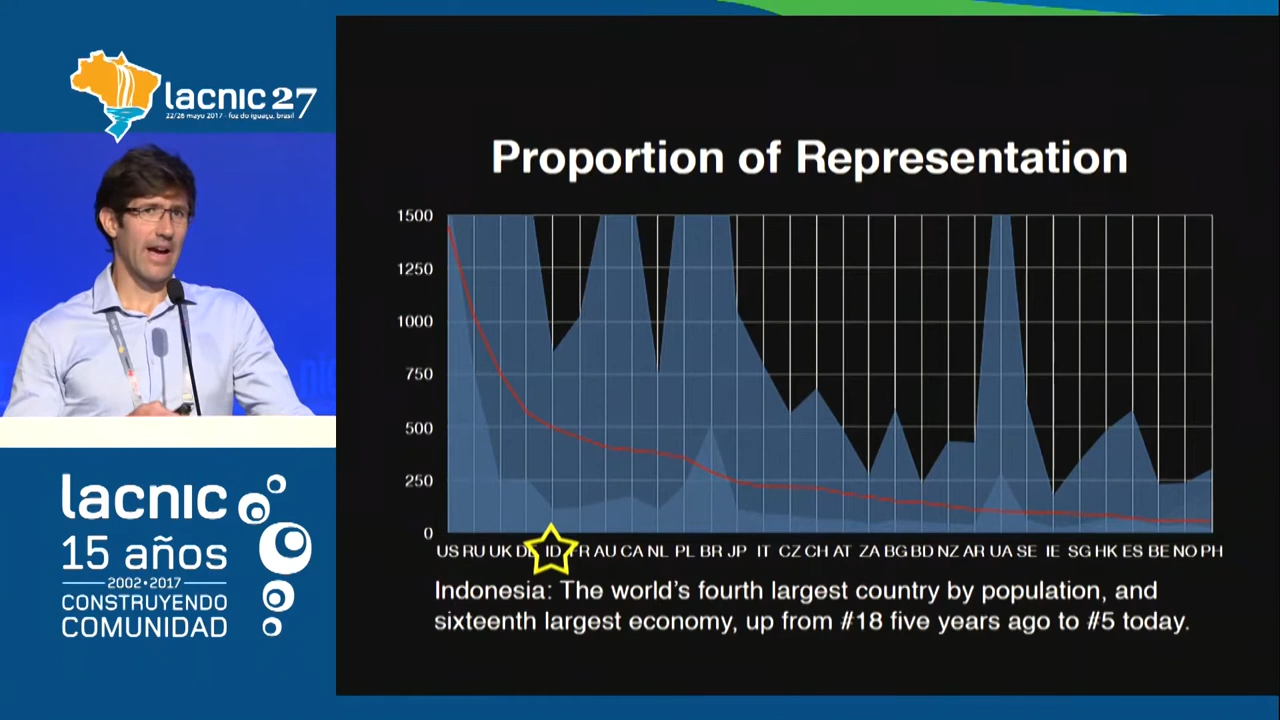 lacnic 27
22/26 mayo 2017 - foz do iguaçu, brasil
lacnic
15 años
2002•2017
CONSTRUYENDO
COMUNIDAD
Proportion of Representation
1500
1250
1000
750
500
250
0
US RU UK DE ID FR AU CA NL PL BR JP IT CZ CH AT ZA BG BD NZ AR UA SE IE SG HK ES BE NO PH
Indonesia: The world's fourth largest country by population, and
sixteenth largest economy, up from #18 five years ago to #5 today.